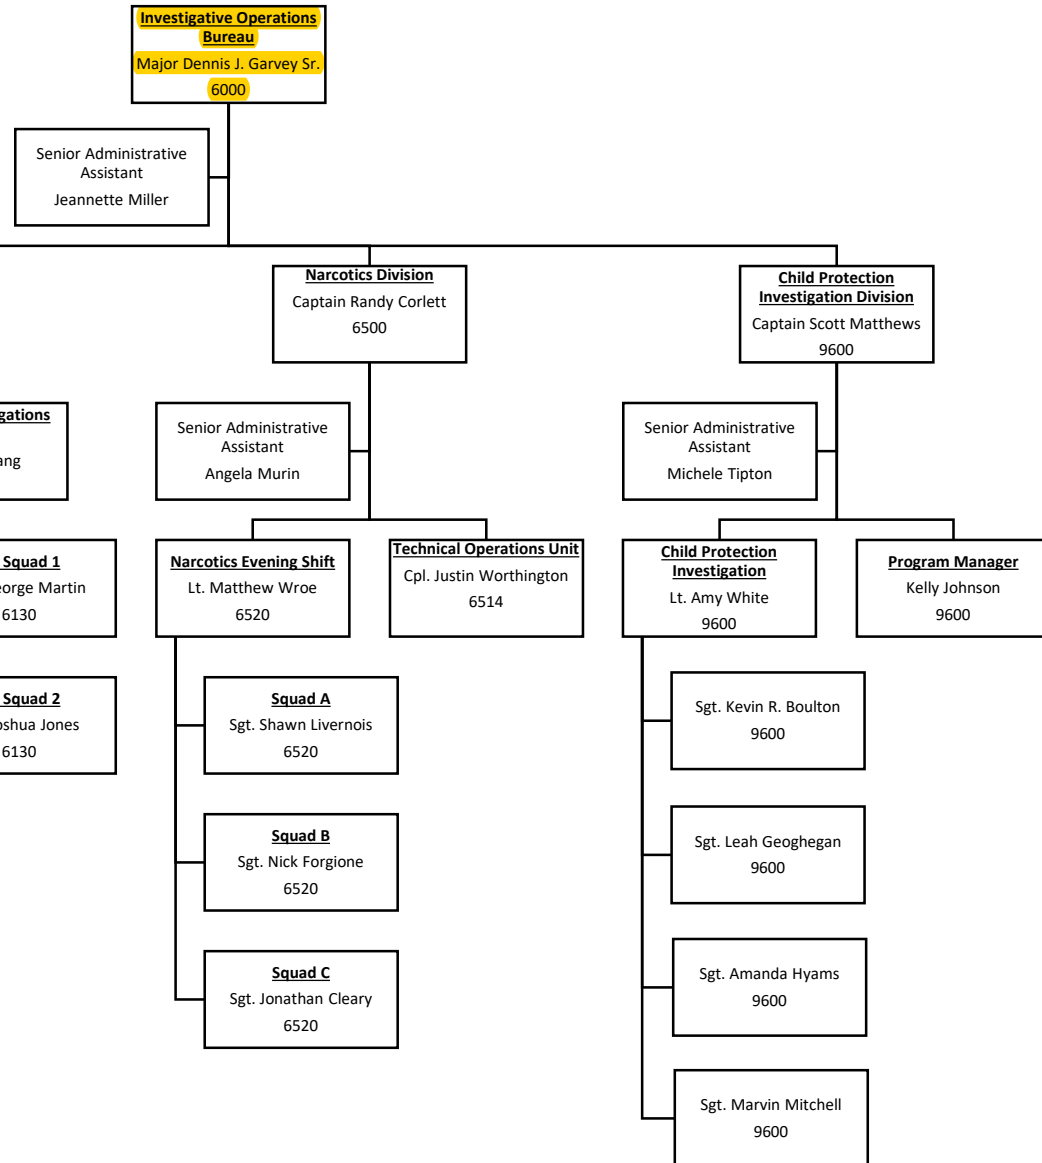 Investigative Operations
Bureau
Major Dennis J. Garvey Sr.
6000
Senior Administrative
Assistant
Jeannette Miller
Narcotics Division
Captain Randy Corlett
6500
Child Protection
Investigation Division
Captain Scott Matthews
9600
Senior Administrative
Assistant
Angela Murin
Senior Administrative
Assistant
Michele Tipton
Squad 1
Martin
6130
Narcotics Evening Shift
Lt. Matthew Wroe
6520
Technical Operations Unit
Cpl. Justin Worthington
6514
Child Protection
Investigation
Lt. Amy White
9600
Program Manager
Kelly Johnson
9600
Squad 2
Jones
6130
Squad A
Sgt. Shawn Livernois
6520
Squad B
Sgt. Nick Forgione
6520
Squad C
Sgt. Jonathan Cleary
6520
Sgt. Kevin R. Boulton
9600
Sgt. Leah Geoghegan
9600
Sgt. Amanda Hyams
9600
Sgt. Marvin Mitchell
9600